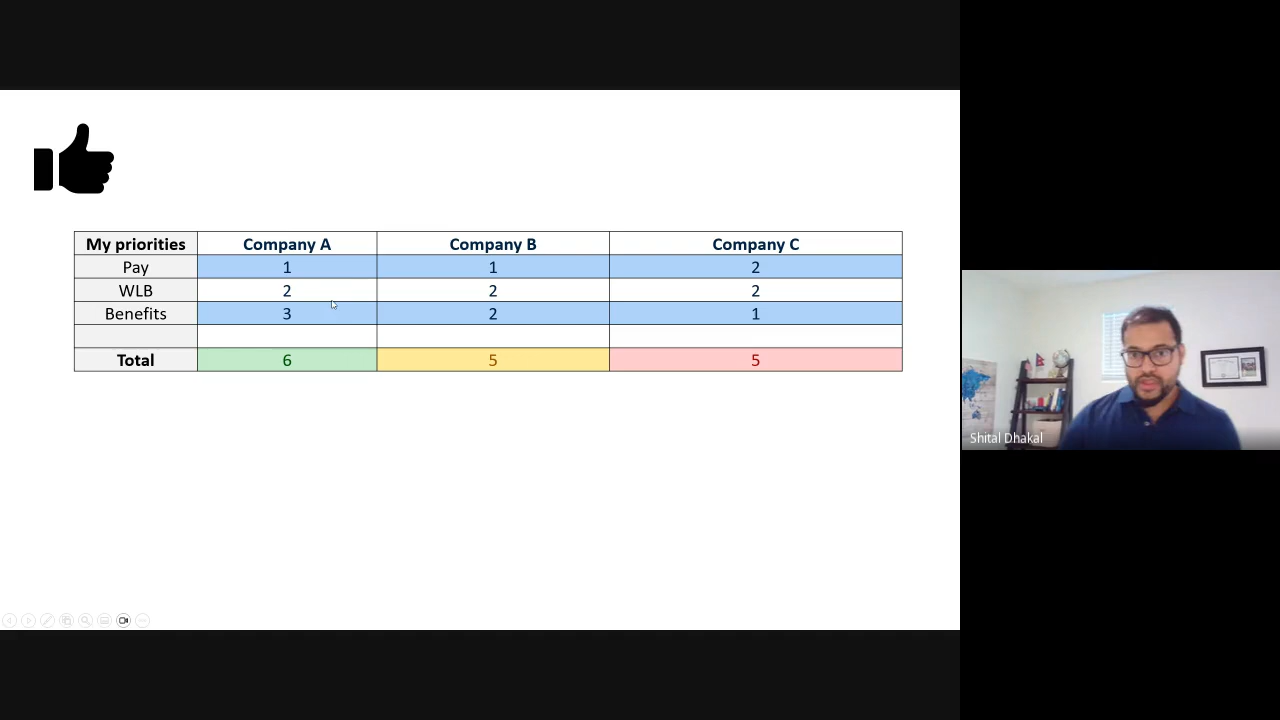 My priorities Company A Company B Company C
Pay 1 1 2
WLB 2 2 2
Benefits 3 2 1
Total 6 5 5
Shital Dhakal